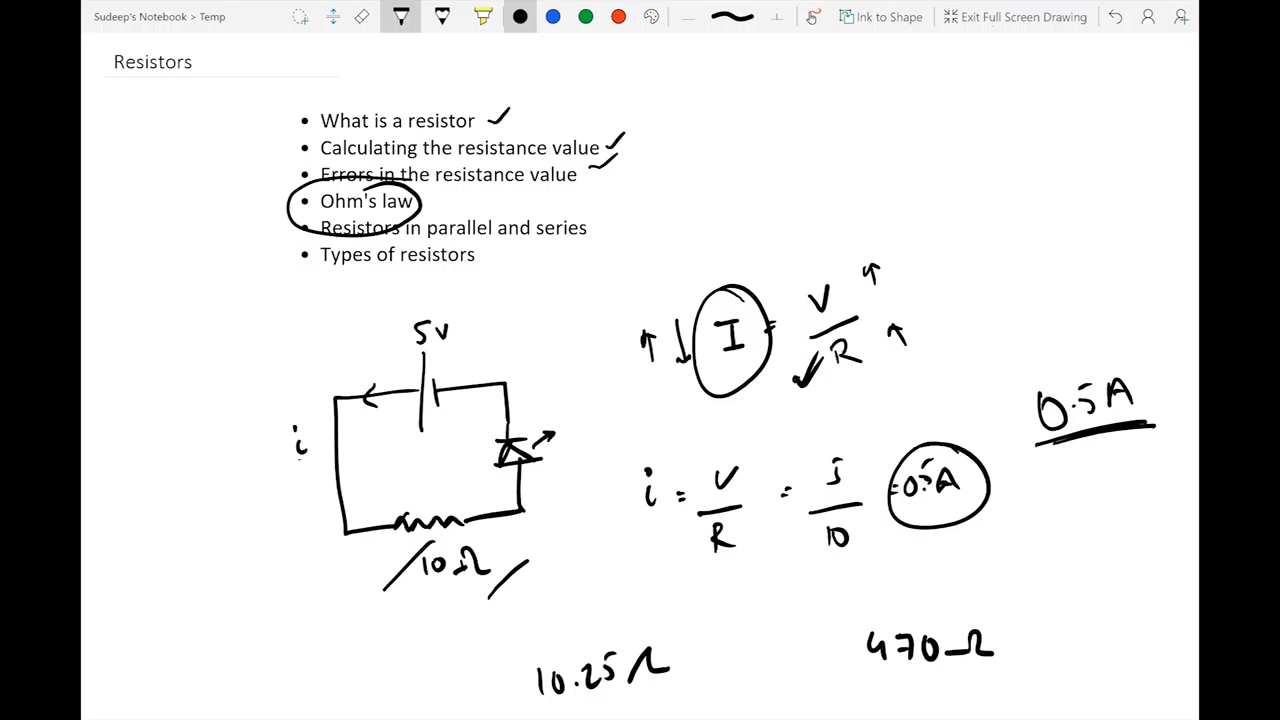 Sudeep's Notebook > Temp
Ink to Shape
Exit Full Screen Drawing
Resistors
• What is a resistor
• Calculating the resistance value
• Errors in the resistance value
• Ohm's law
• Resistors in parallel and series
• Types of resistors
5V
I = V/R
0.5A
i
i = V/R = 5/10 = 0.5A
10Ω
10.25Ω
470Ω